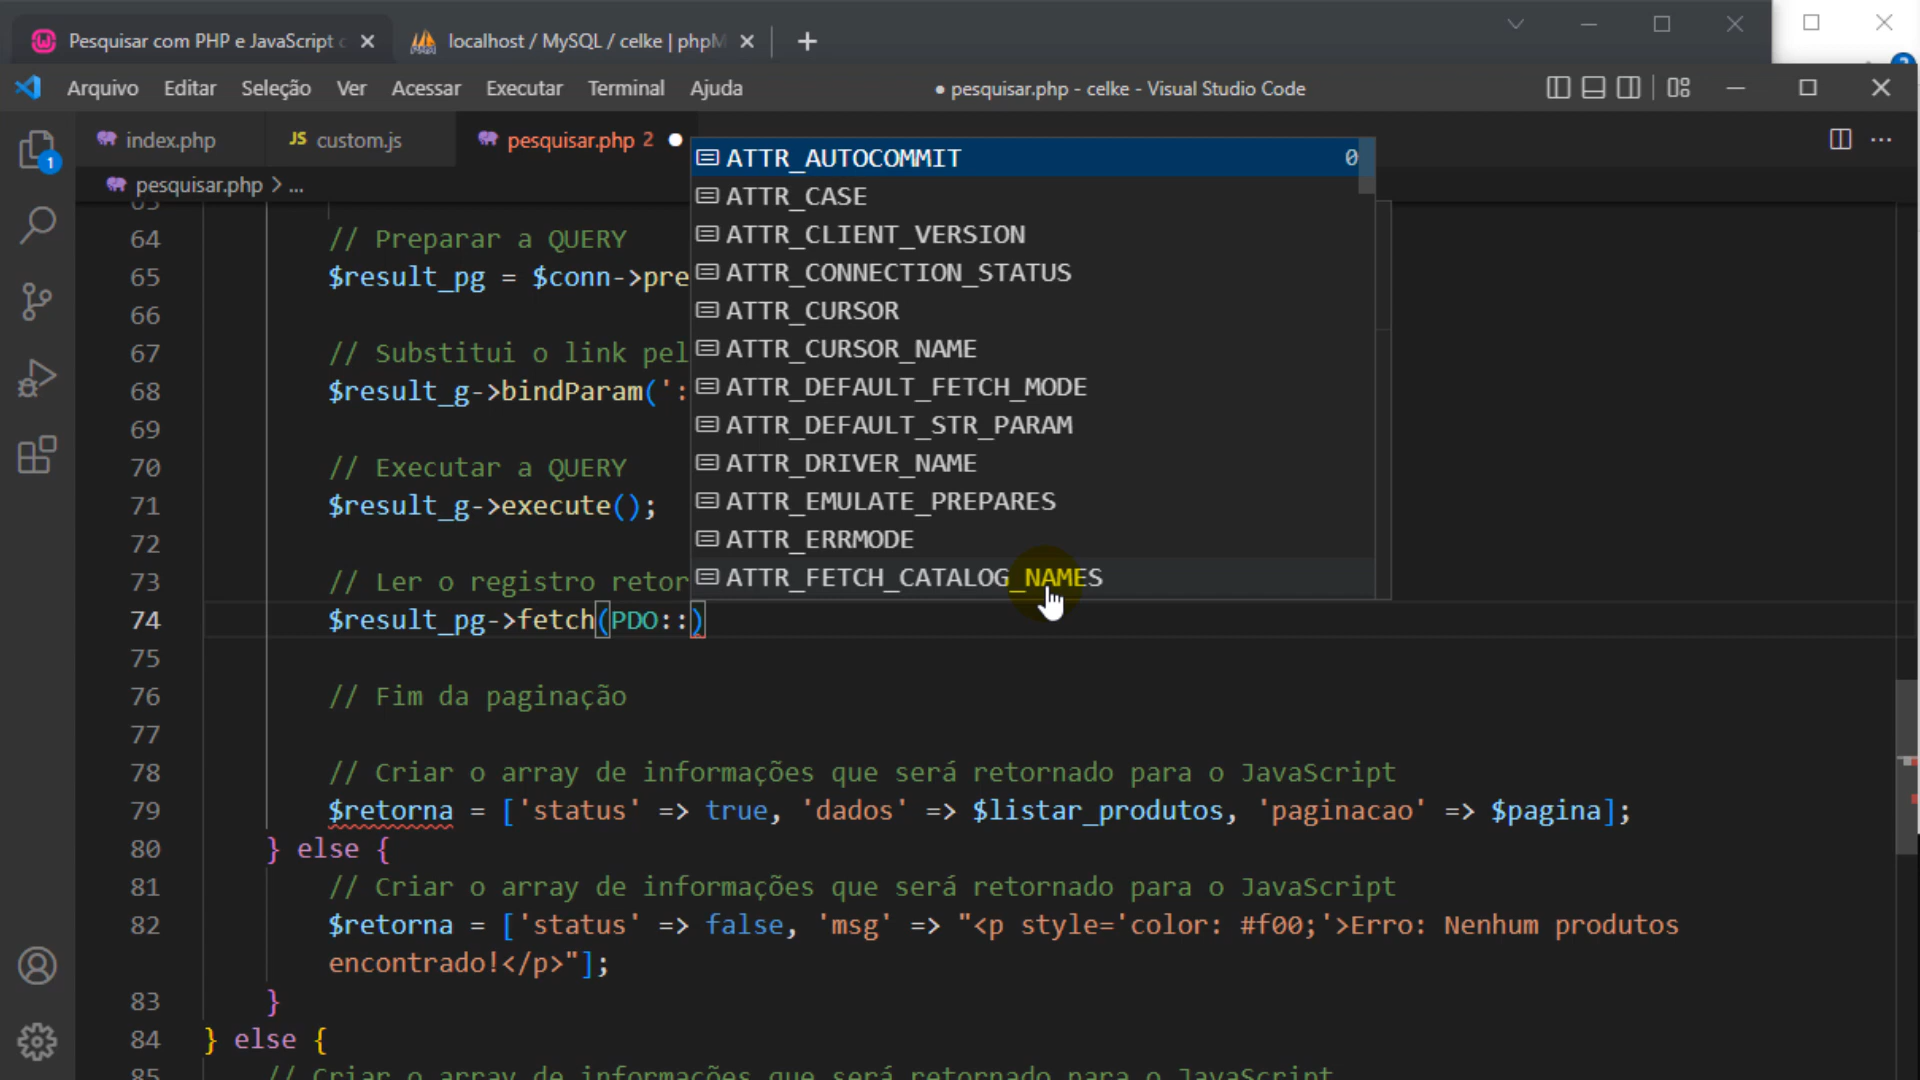 Pesquisar com PHP e JavaScript
localhost / MySQL / celke | phpM
Arquivo Editar Seleção Ver Acessar Executar Terminal Ajuda
● pesquisar.php - celke - Visual Studio Code
index.php
JS custom.js
pesquisar.php 2 ●
pesquisar.php > ...
1
ATTR_AUTOCOMMIT 0
ATTR_CASE
ATTR_CLIENT_VERSION
ATTR_CONNECTION_STATUS
ATTR_CURSOR
ATTR_CURSOR_NAME
ATTR_DEFAULT_FETCH_MODE
ATTR_DEFAULT_STR_PARAM
ATTR_DRIVER_NAME
ATTR_EMULATE_PREPARES
ATTR_ERRMODE
ATTR_FETCH_CATALOG_NAMES
63
64 // Preparar a QUERY
65 $result_pg = $conn->pre
66
67 // Substitui o link pel
68 $result_g->bindParam(':
69
70 // Executar a QUERY
71 $result_g->execute();
72
73 // Ler o registro retor
74 $result_pg->fetch(PDO::)
75
76 // Fim da paginação
77
78 // Criar o array de informações que será retornado para o JavaScript
79 $retorna = ['status' => true, 'dados' => $listar_produtos, 'paginacao' => $pagina];
80 } else {
81 // Criar o array de informações que será retornado para o JavaScript
82 $retorna = ['status' => false, 'msg' => "<p style='color: #f00;'>Erro: Nenhum produtos
encontrado!</p>"];
83 }
84 } else {
85 // Criar o array de informações que será retornado para o JavaScript